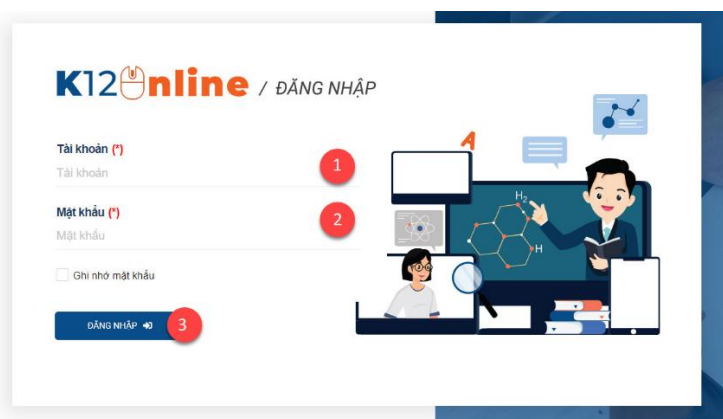 K12Online / ĐĂNG NHẬP
Tài khoản (*)
Tài khoản
1
Mật khẩu (*)
2
Mật khẩu
Ghi nhớ mật khẩu
ĐĂNG NHẬP
3
A
H2
H